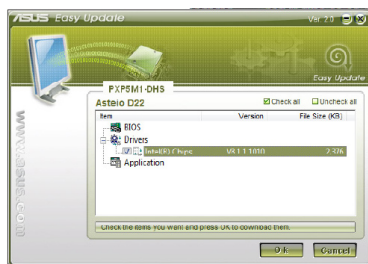 ASUS Easy Update Ver 2.0
Easy Update
PXP5M1-DHS
Asteio D22 Check all Uncheck all
Item Version File Size (KB)
BIOS
Drivers
Intel(R) V8.1.1.1010 2,376
Application
Check the items you want and press OK to download them.
Ok Cancel
www.asus.com